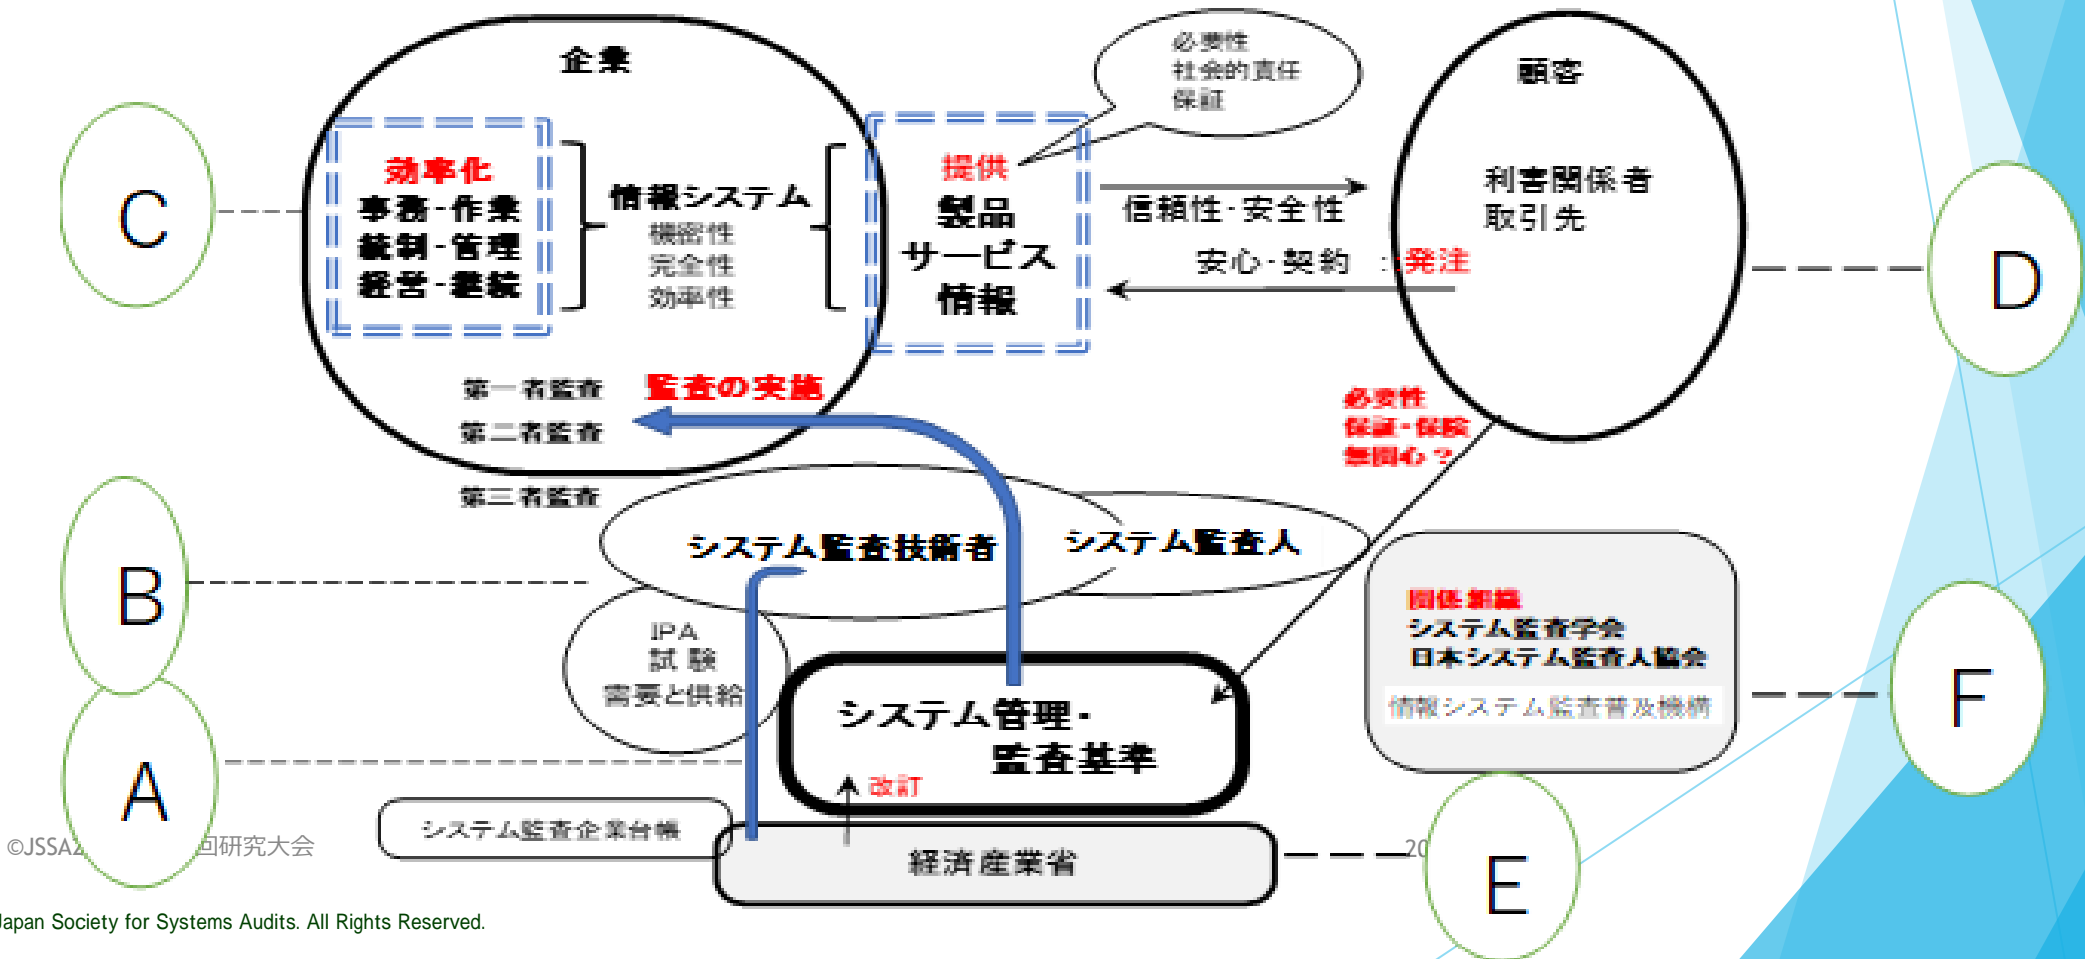 企業
効率化
事務・作業
統制・管理
経営・継続
情報システム
機密性
完全性
効率性
提供
製品
サービス
情報
必要性
社会的責任
保証
信頼性・安全性
安心・契約 :発注
顧客
利害関係者
取引先
第一者監査
第二者監査
第三者監査
監査の実施
必要性
保証・保険
無関心？
システム監査技術者
システム監査人
IPA
試験
需要と供給
システム管理・
監査基準
改訂
システム監査企業台帳
経済産業省
関係組織
システム監査学会
日本システム監査人協会
情報システム監査普及機構
C
B
A
D
F
E
©JSSA
回研究大会
20
Japan Society for Systems Audits. All Rights Reserved.